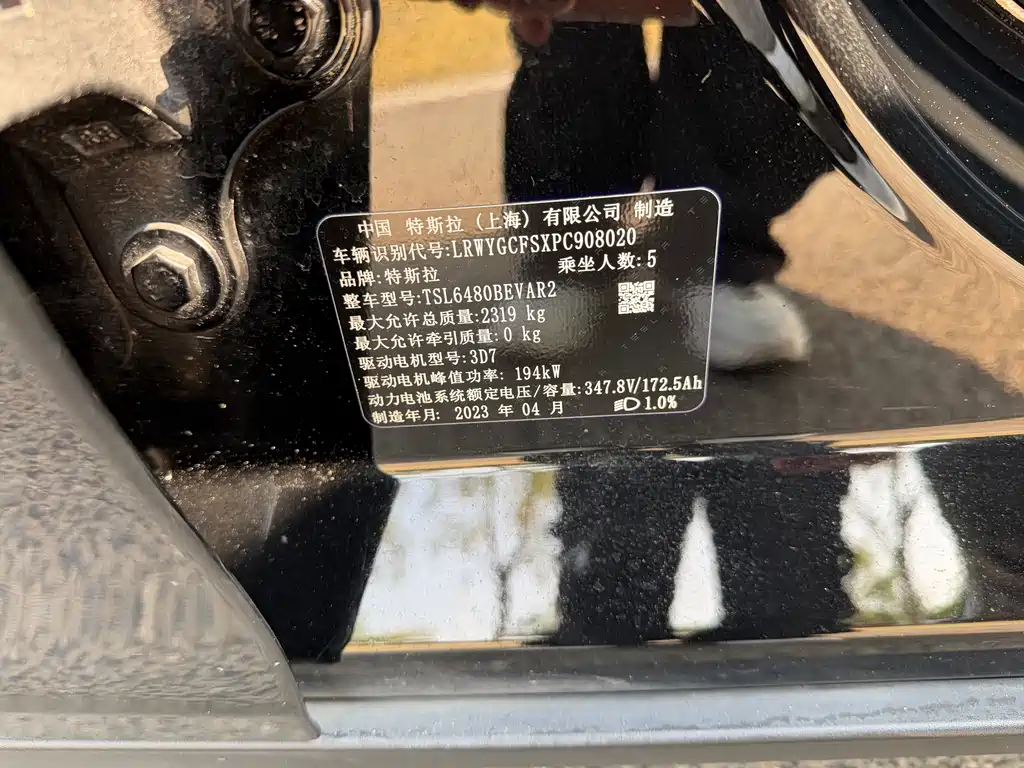 中国 特斯拉（上海）有限公司 制造
车辆识别代号:LRWYGCFSXPC908020
品牌:特斯拉 乘坐人数:5
整车型号:TSL6480BEVAR2
最大允许总质量:2319 kg
最大允许牵引质量:0 kg
驱动电机型号:3D7
驱动电机峰值功率: 194kW
动力电池系统额定电压/容量:347.8V/172.5Ah
制造年月: 2023 年 04 月 1.0%